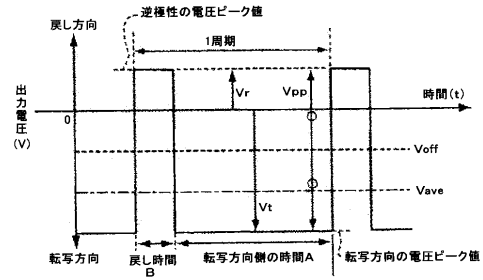 逆極性の電圧ピーク値
戻し方向
1周期
Vr
Vpp
時間(t)
出力電圧(V)
0
Voff
Vave
Vt
転写方向
戻し時間
B
転写方向側の時間A
転写方向の電圧ピーク値